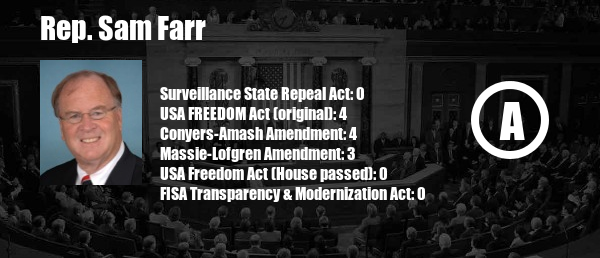 Rep. Sam Farr
Surveillance State Repeal Act: 0
USA FREEDOM Act (original): 4
Conyers-Amash Amendment: 4
Massie-Lofgren Amendment: 3
USA Freedom Act (House passed): 0
FISA Transparency & Modernization Act: 0
A